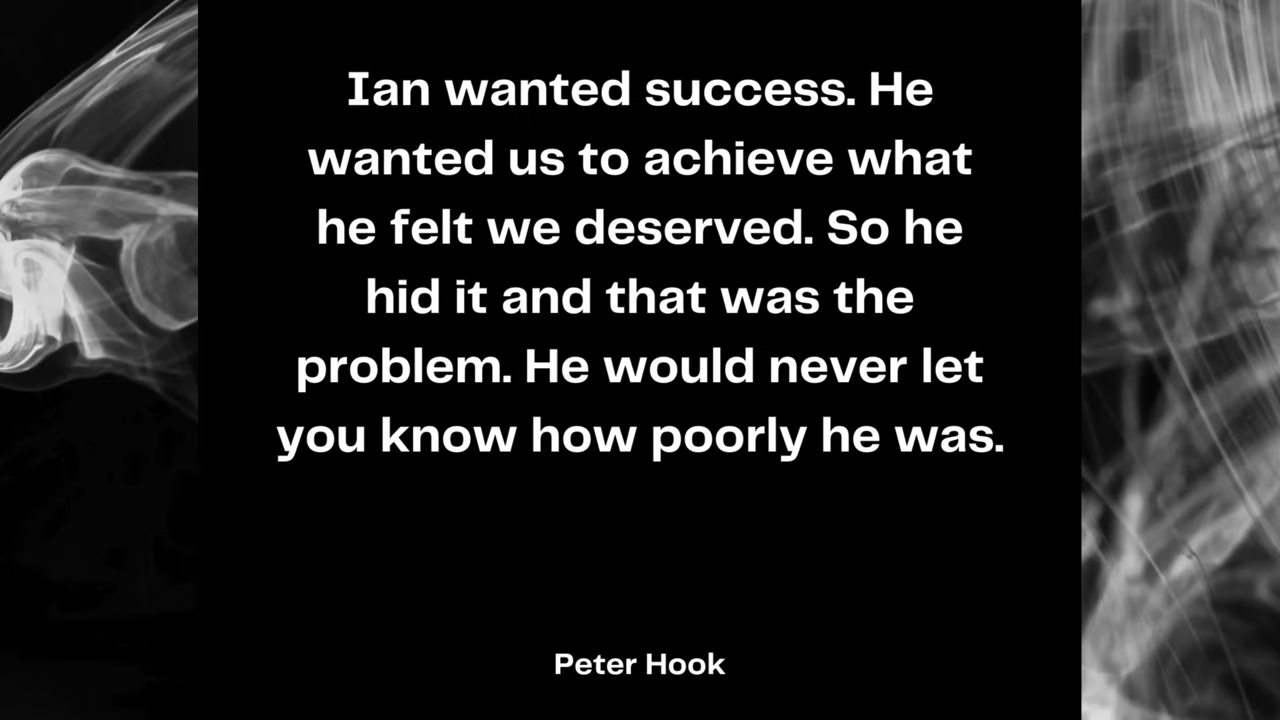 Ian wanted success. He
wanted us to achieve what
he felt we deserved. So he
hid it and that was the
problem. He would never let
you know how poorly he was.
Peter Hook